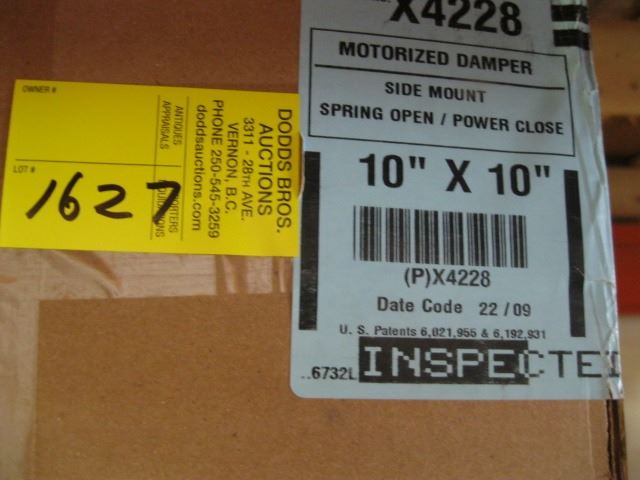 OWNER #
LOT #
1627
ANTIQUES
APPRAISALS
DODDS BROS.
AUCTIONS
3311 - 28TH AVE.
VERNON, B.C.
PHONE 250-545-3259
doddsauctions.com
X4228
MOTORIZED DAMPER
SIDE MOUNT
SPRING OPEN / POWER CLOSE
10" X 10"
(P)X4228
Date Code 22 / 09
U. S. Patents 6,021,955 & 6,192,931
..6732L INSPECTED